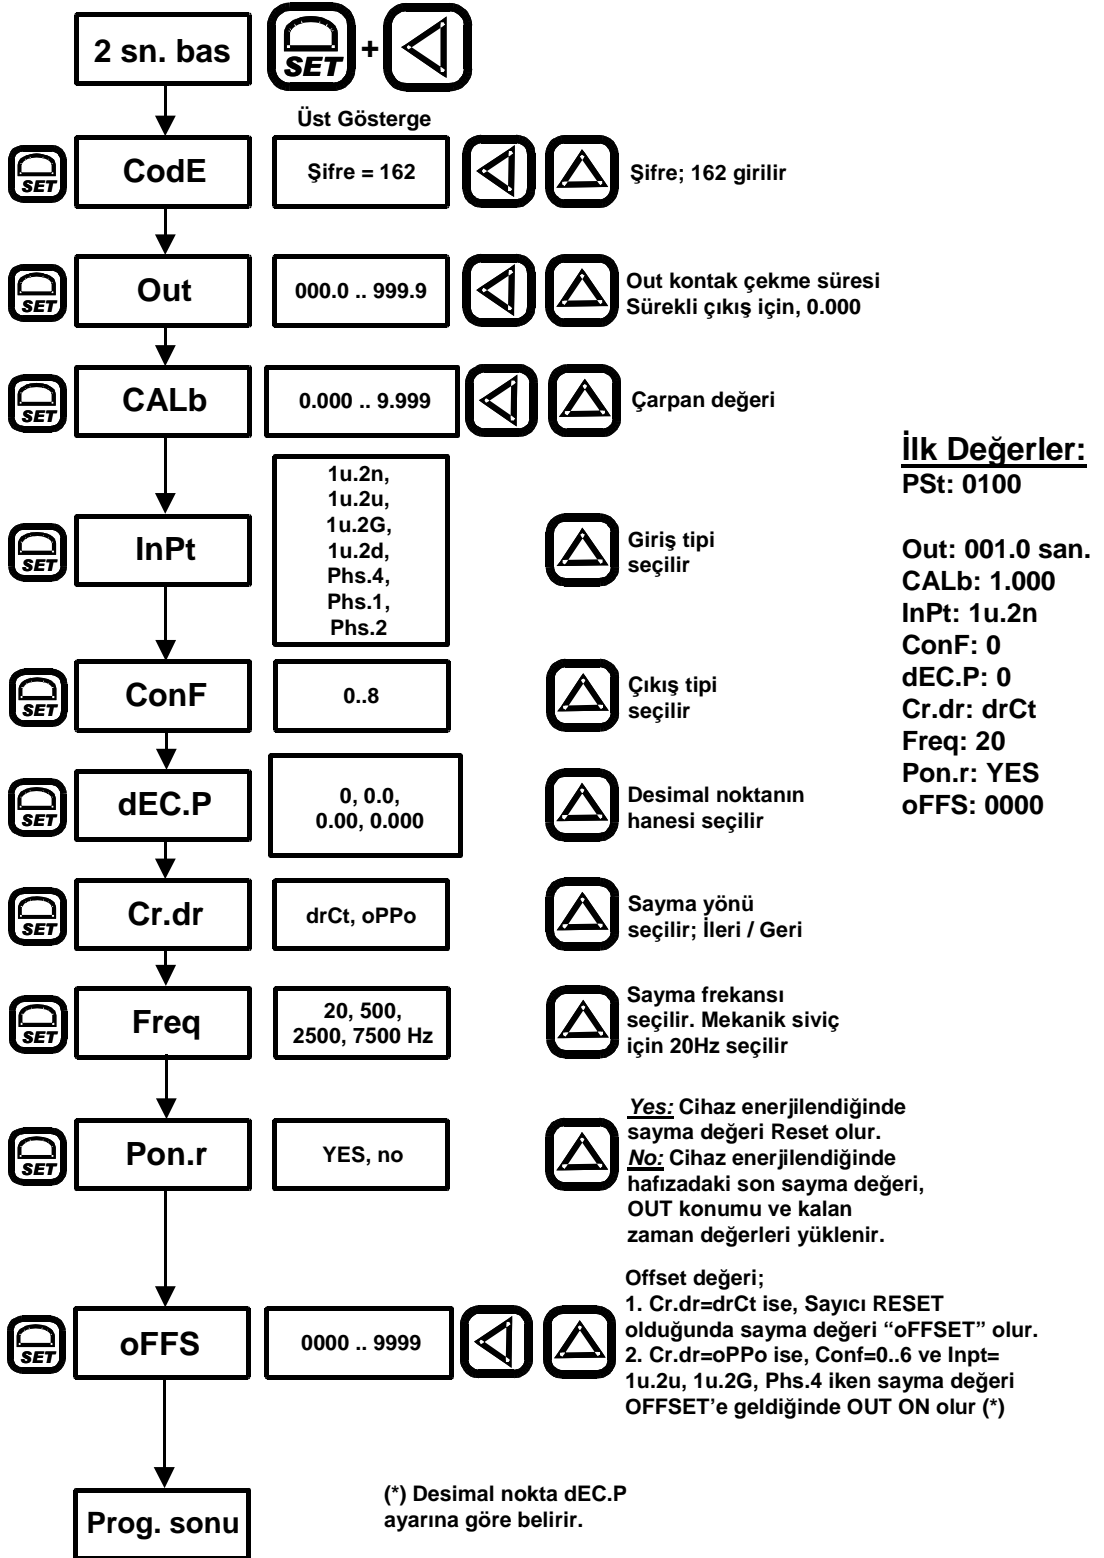 2 sn. bas
SET
+
Üst Gösterge
SET
CodE
Şifre = 162
Şifre; 162 girilir
SET
Out
000.0 .. 999.9
Out kontak çekme süresi
Sürekli çıkış için, 0.000
SET
CALb
0.000 .. 9.999
Çarpan değeri
SET
InPt
1u.2n,
1u.2u,
1u.2G,
1u.2d,
Phs.4,
Phs.1,
Phs.2
Giriş tipi
seçilir
SET
ConF
0..8
Çıkış tipi
seçilir
SET
dEC.P
0, 0.0,
0.00, 0.000
Desimal noktanın
hanesi seçilir
SET
Cr.dr
drCt, oPPo
Sayma yönü
seçilir; İleri / Geri
SET
Freq
20, 500,
2500, 7500 Hz
Sayma frekansı
seçilir. Mekanik siviç
için 20Hz seçilir
SET
Pon.r
YES, no
Yes: Cihaz enerjilendiğinde
sayma değeri Reset olur.
No: Cihaz enerjilendiğinde
hafızadaki son sayma değeri,
OUT konumu ve kalan
zaman değerleri yüklenir.
SET
oFFS
0000 .. 9999
Offset değeri;
1. Cr.dr=drCt ise, Sayıcı RESET
olduğunda sayma değeri “oFFSET” olur.
2. Cr.dr=oPPo ise, Conf=0..6 ve Inpt=
1u.2u, 1u.2G, Phs.4 iken sayma değeri
OFFSET’e geldiğinde OUT ON olur (*)
Prog. sonu
(*) Desimal nokta dEC.P
ayarına göre belirir.
İlk Değerler:
PSt: 0100
Out: 001.0 san.
CALb: 1.000
InPt: 1u.2n
ConF: 0
dEC.P: 0
Cr.dr: drCt
Freq: 20
Pon.r: YES
oFFS: 0000